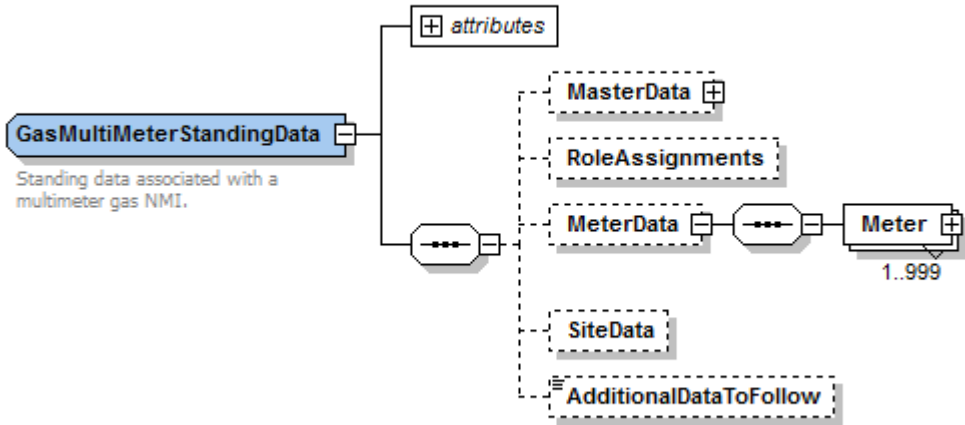 attributes
MasterData
GasMultiMeterStandingData
Standing data associated with a
multimeter gas NMI.
RoleAssignments
MeterData
Meter
1..999
SiteData
AdditionalDataToFollow